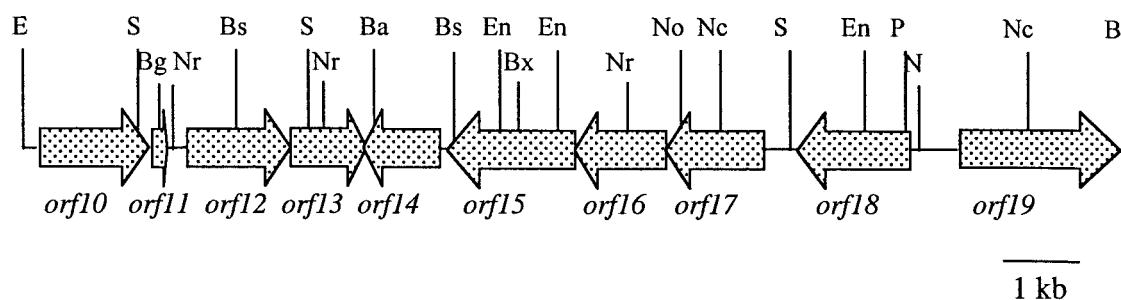 E S Bs S Ba Bs En En No Nc S En P Nc B
Bg Nr Nr Bx Nr N
orf10 orf11 orf12 orf13 orf14 orf15 orf16 orf17 orf18 orf19
1 kb